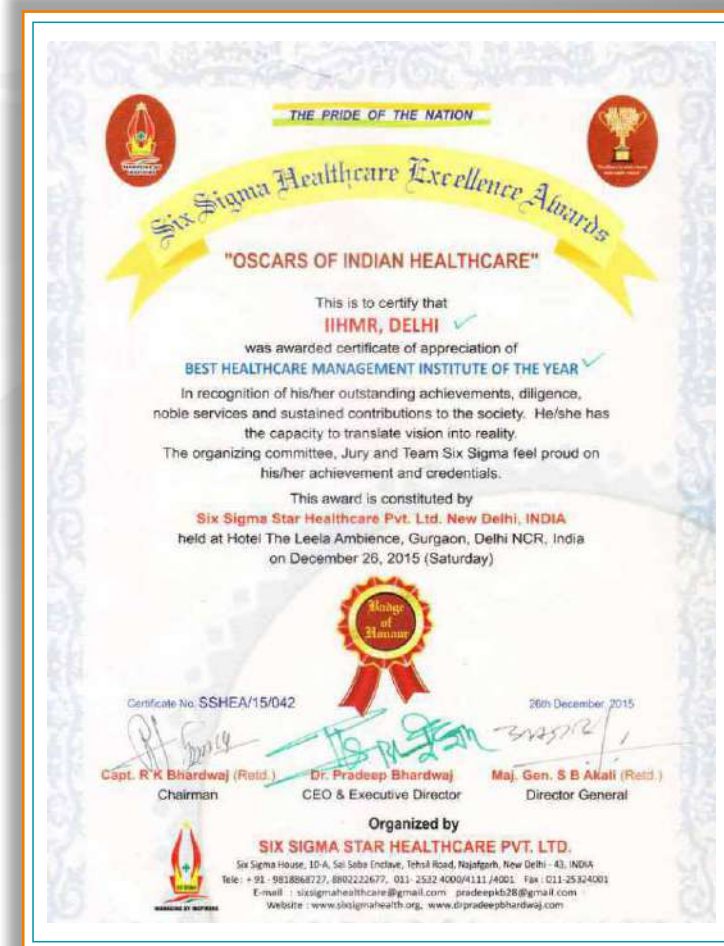 THE PRIDE OF THE NATION
Six Sigma Healthcare Excellence Awards
"OSCARS OF INDIAN HEALTHCARE"
This is to certify that
IIHMR, DELHI
was awarded certificate of appreciation of
BEST HEALTHCARE MANAGEMENT INSTITUTE OF THE YEAR
In recognition of his/her outstanding achievements, diligence,
noble services and sustained contributions to the society. He/she has
the capacity to translate vision into reality.
The organizing committee, Jury and Team Six Sigma feel proud on
his/her achievement and credentials.
This award is constituted by
Six Sigma Star Healthcare Pvt. Ltd. New Delhi, INDIA
held at Hotel The Leela Ambience, Gurgaon, Delhi NCR, India
on December 26, 2015 (Saturday)
Badge
of
Honour
Certificate No. SSHEA/15/042
26th December, 2015
Capt. R K Bhardwaj (Retd.)
Chairman
Dr. Pradeep Bhardwaj
CEO & Executive Director
Maj. Gen. S B Akali (Retd.)
Director General
Organized by
SIX SIGMA STAR HEALTHCARE PVT. LTD.
Six Sigma House, 10-A, Sai Baba Enclave, Tehsil Road, Najafgarh, New Delhi - 43, INDIA
Tele: + 91 - 9818868727, 8802222677, 011- 2532 4000/4111 /4001 Fax : 011-25324001
E-mail : sixsigmahealthcare@gmail.com pradeepkb28@gmail.com
Website : www.sixsigmahealth.org, www.drpradeepbhardwaj.com
MANAGING BY INSPIRING